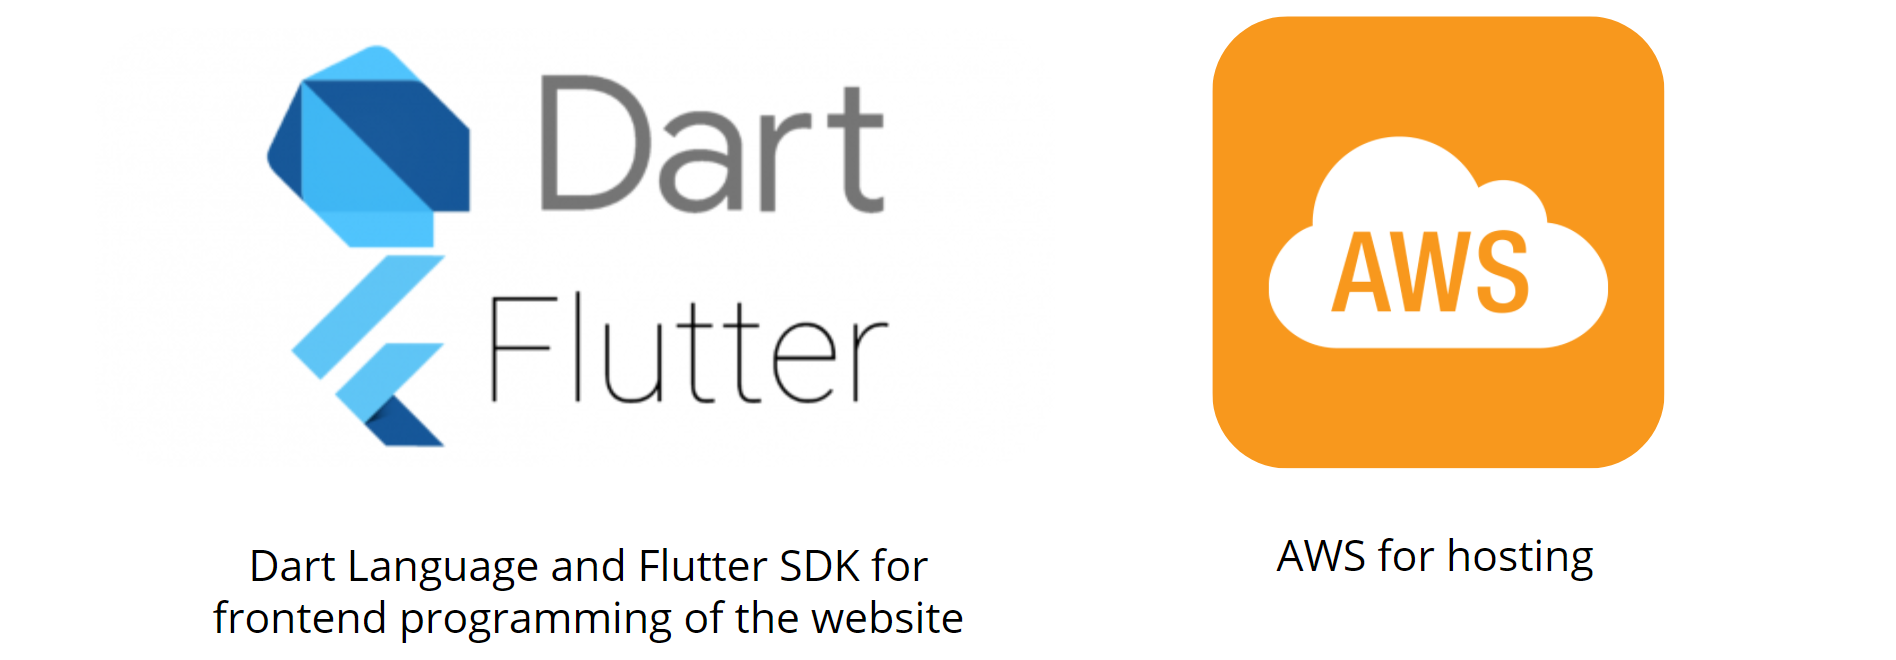 Dart
Flutter
AWS
Dart Language and Flutter SDK for
frontend programming of the website
AWS for hosting